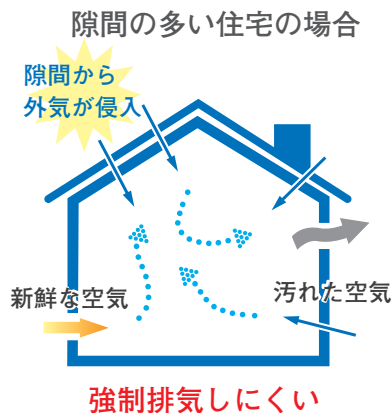 隙間の多い住宅の場合
隙間から
外気が侵入
新鮮な空気
汚れた空気
強制排気しにくい